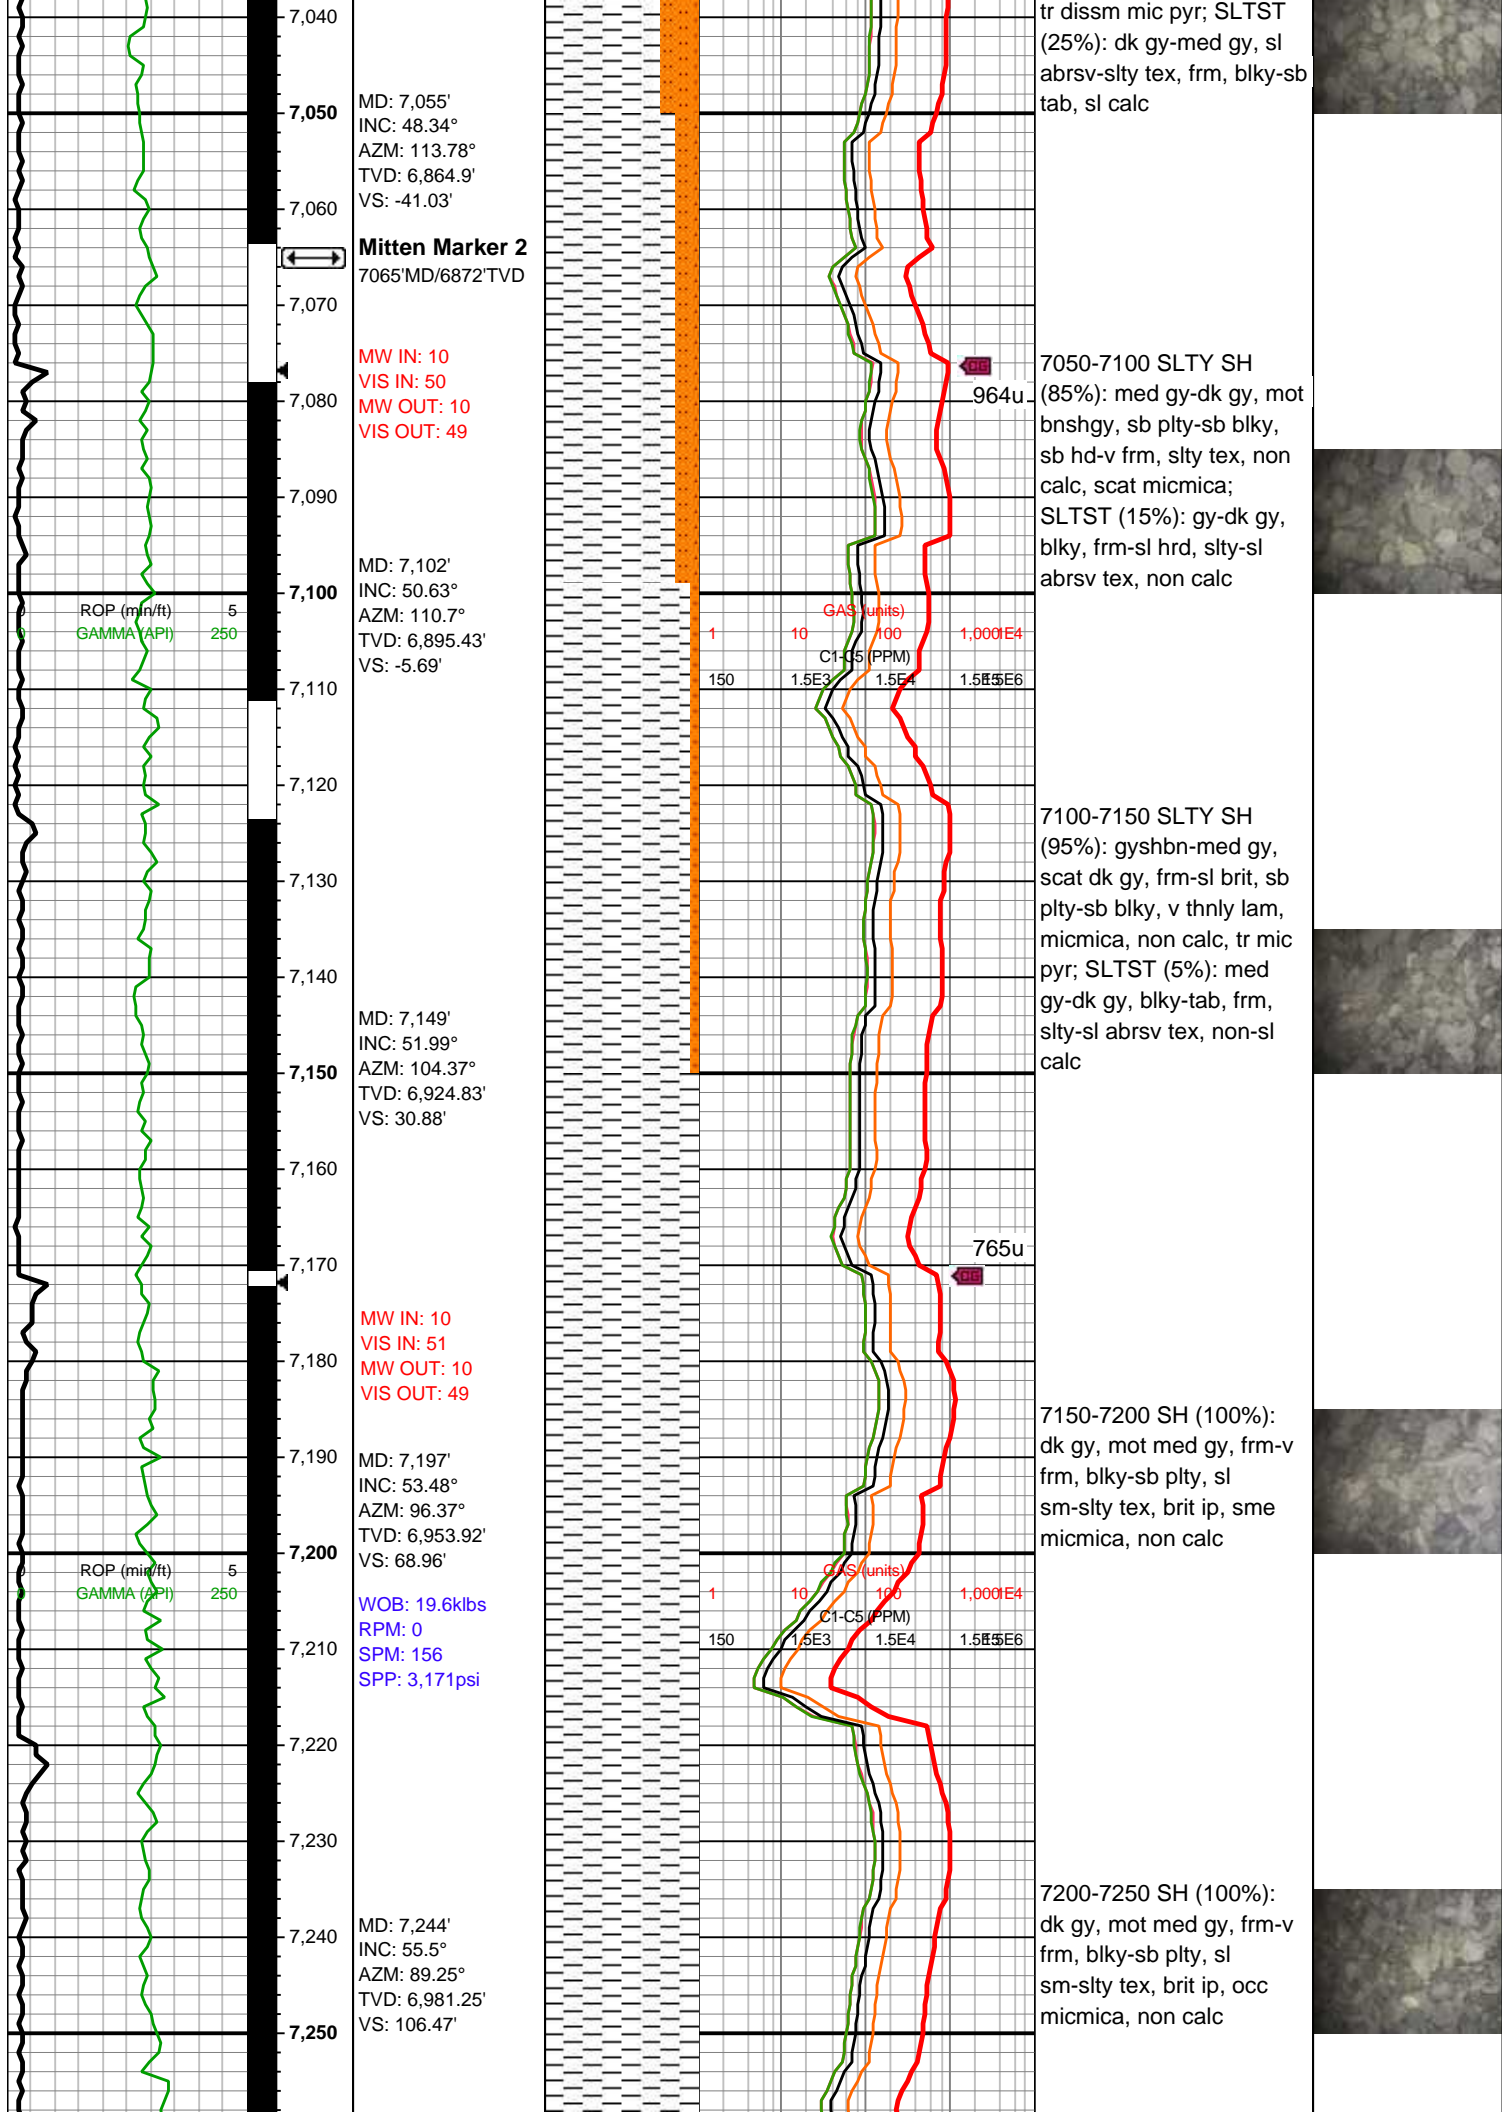 7,040
7,050
7,060
7,070
7,080
7,090
7,100
7,110
7,120
7,130
7,140
7,150
7,160
7,170
7,180
7,190
7,200
7,210
7,220
7,230
7,240
7,250
0 ROP (min/ft) 5
0 GAMMA (API) 250
0 ROP (min/ft) 5
0 GAMMA (API) 250
MD: 7,055'
INC: 48.34°
AZM: 113.78°
TVD: 6,864.9'
VS: -41.03'
Mitten Marker 2
7065'MD/6872'TVD
MW IN: 10
VIS IN: 50
MW OUT: 10
VIS OUT: 49
MD: 7,102'
INC: 50.63°
AZM: 110.7°
TVD: 6,895.43'
VS: -5.69'
MD: 7,149'
INC: 51.99°
AZM: 104.37°
TVD: 6,924.83'
VS: 30.88'
MW IN: 10
VIS IN: 51
MW OUT: 10
VIS OUT: 49
MD: 7,197'
INC: 53.48°
AZM: 96.37°
TVD: 6,953.92'
VS: 68.96'
WOB: 19.6klbs
RPM: 0
SPM: 156
SPP: 3,171psi
MD: 7,244'
INC: 55.5°
AZM: 89.25°
TVD: 6,981.25'
VS: 106.47'
CG
964u
GAS (units)
1 10 100 1,000 1E4
C1-C5 (PPM)
150 1.5E3 1.5E4 1.5E5 1.5E6
765u
CG
GAS (units)
1 10 100 1,000 1E4
C1-C5 (PPM)
150 1.5E3 1.5E4 1.5E5 1.5E6
tr dissm mic pyr; SLTST
(25%): dk gy-med gy, sl
abrsv-slty tex, frm, blky-sb
tab, sl calc
7050-7100 SLTY SH
(85%): med gy-dk gy, mot
bnshgy, sb plty-sb blky,
sb hd-v frm, slty tex, non
calc, scat micmica;
SLTST (15%): gy-dk gy,
blky, frm-sl hrd, slty-sl
abrsv tex, non calc
7100-7150 SLTY SH
(95%): gyshbn-med gy,
scat dk gy, frm-sl brit, sb
plty-sb blky, v thnly lam,
micmica, non calc, tr mic
pyr; SLTST (5%): med
gy-dk gy, blky-tab, frm,
slty-sl abrsv tex, non-sl
calc
7150-7200 SH (100%):
dk gy, mot med gy, frm-v
frm, blky-sb plty, sl
sm-slty tex, brit ip, sme
micmica, non calc
7200-7250 SH (100%):
dk gy, mot med gy, frm-v
frm, blky-sb plty, sl
sm-slty tex, brit ip, occ
micmica, non calc